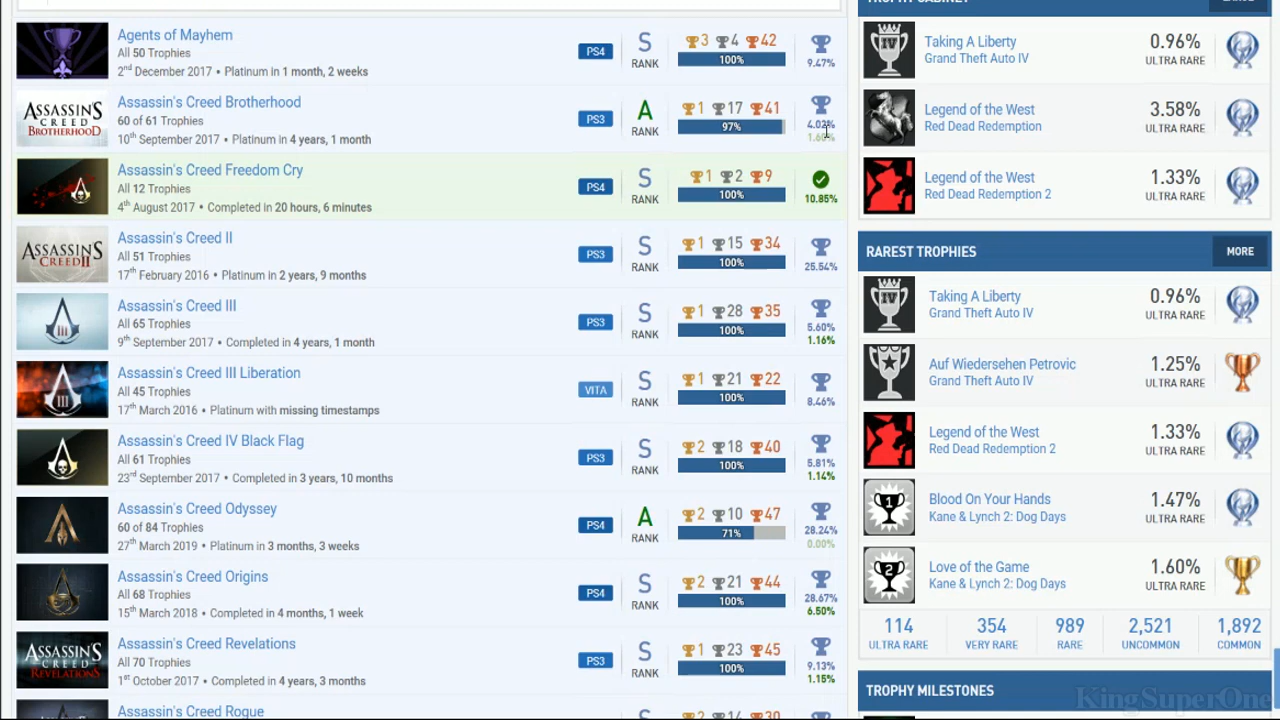 Agents of Mayhem
All 50 Trophies
2nd December 2017 • Platinum in 1 month, 2 weeks
PS4
S
RANK
3 4 42
100%
9.47%
ASSASSIN'S CREED BROTHERHOOD
Assassin's Creed Brotherhood
60 of 61 Trophies
September 2017 • Platinum in 4 years, 1 month
PS3
A
RANK
1 17 41
97%
4.02%
Assassin's Creed Freedom Cry
All 12 Trophies
August 2017 • Completed in 20 hours, 6 minutes
PS4
S
RANK
1 2 9
100%
10.85%
ASSASSIN'S CREED II
Assassin's Creed II
All 51 Trophies
17th February 2016 • Platinum in 2 years, 9 months
PS3
S
RANK
1 15 34
100%
25.54%
Assassin's Creed III
All 65 Trophies
September 2017 • Completed in 4 years, 1 month
PS3
S
RANK
1 28 35
100%
5.60%
1.16%
Assassin's Creed III Liberation
All 45 Trophies
March 2016 • Platinum with missing timestamps
VITA
S
RANK
1 21 22
100%
8.46%
Assassin's Creed IV Black Flag
All 61 Trophies
September 2017 • Completed in 3 years, 10 months
PS3
S
RANK
2 18 40
100%
5.81%
1.14%
Assassin's Creed Odyssey
60 of 84 Trophies
March 2019 • Platinum in 3 months, 3 weeks
PS4
A
RANK
2 10 47
71%
28.24%
0.00%
Assassin's Creed Origins
All 68 Trophies
March 2018 • Completed in 4 months, 1 week
PS4
S
RANK
2 21 44
100%
28.67%
6.50%
ASSASSIN'S CREED REVELATIONS
Assassin's Creed Revelations
All 70 Trophies
October 2017 • Completed in 4 years, 3 months
PS3
S
RANK
1 23 45
100%
9.13%
1.15%
Assassin's Creed Rogue
2 14 30
Taking A Liberty
Grand Theft Auto IV
0.96%
ULTRA RARE
Legend of the West
Red Dead Redemption
3.58%
ULTRA RARE
Legend of the West
Red Dead Redemption 2
1.33%
ULTRA RARE
RAREST TROPHIES
MORE
Taking A Liberty
Grand Theft Auto IV
0.96%
ULTRA RARE
Auf Wiedersehen Petrovic
Grand Theft Auto IV
1.25%
ULTRA RARE
Legend of the West
Red Dead Redemption 2
1.33%
ULTRA RARE
Blood On Your Hands
Kane & Lynch 2: Dog Days
1.47%
ULTRA RARE
Love of the Game
Kane & Lynch 2: Dog Days
1.60%
ULTRA RARE
114 354 989 2,521 1,892
ULTRA RARE VERY RARE RARE UNCOMMON COMMON
TROPHY MILESTONES
KingSuperOne